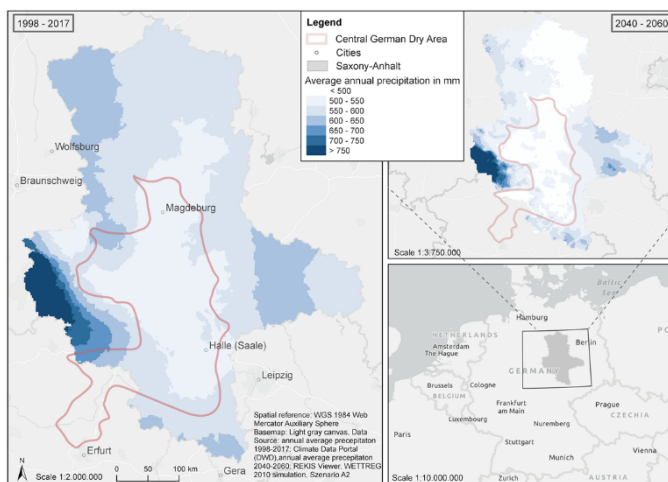 1998 - 2017
Wolfsburg
Braunschweig
Magdeburg
Halle (Saale)
Leipzig
Erfurt
Gera
Spatial reference: WGS 1984 Web
Mercator Auxiliary Sphere
Basemap: Light gray canvas, Data
Source: annual average precipitaton
1998-2017; Climate Data Portal
(DWD),annual average precipitaton
2040-2060; REKIS Viewer, WETTREG
2010 simulation, Szenario A2
N
Scale 1:2.000.000
0 50 100 km
Legend
Central German Dry Area
Cities
Saxony-Anhalt
Average annual precipitation in mm
< 500
500 - 550
550 - 600
600 - 650
650 - 700
700 - 750
> 750
2040 - 2060
Scale 1:3.750.000
Baltic
Sea
Hamburg
NETHERLANDS
Amsterdam
The Hague
Berlin
PO
GERMANY
Brussels
Cologne
BELGIUM
Frankfurt
am Main
Prague
Luxembourg
CZECHIA
Nuremberg
Paris
Stuttgart
Vienna
Munich
Zurich
AUSTRIA
Scale 1:10.000.000